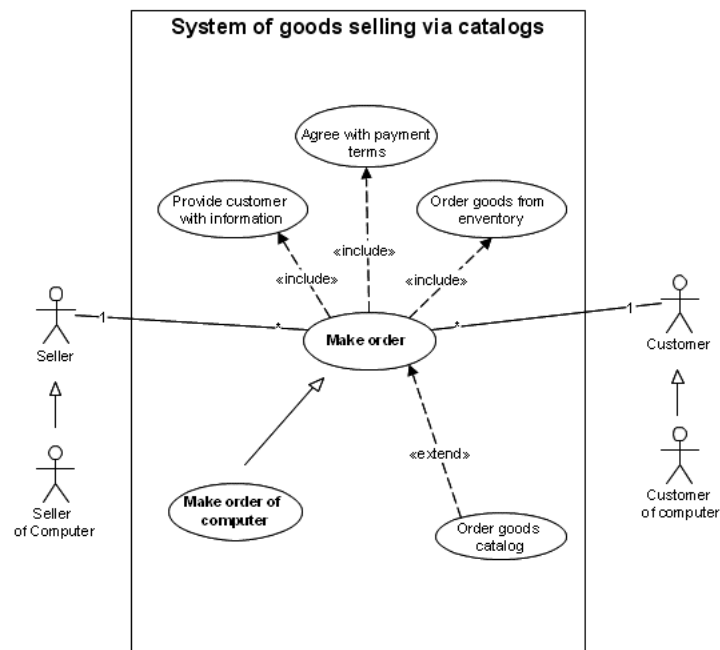 System of goods selling via catalogs
Agree with payment
terms
Provide customer
with information
Order goods from
enventory
«include»
«include»
«include»
1
*
Make order
*
1
Seller
Customer
«extend»
Make order of
computer
Order goods
catalog
Seller
of Computer
Customer
of computer